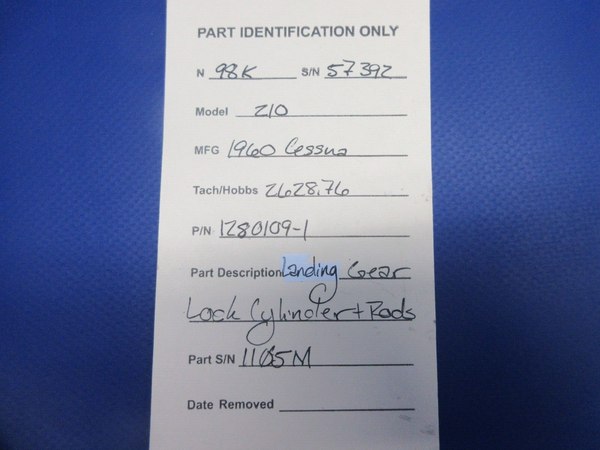 PART IDENTIFICATION ONLY
N 98K S/N 57392
Model 210
MFG 1960 Cessna
Tach/Hobbs 2628.76
P/N 1280109-1
Part Description Landing Gear
Lock Cylinder + Rods
Part S/N 1165M
Date Removed